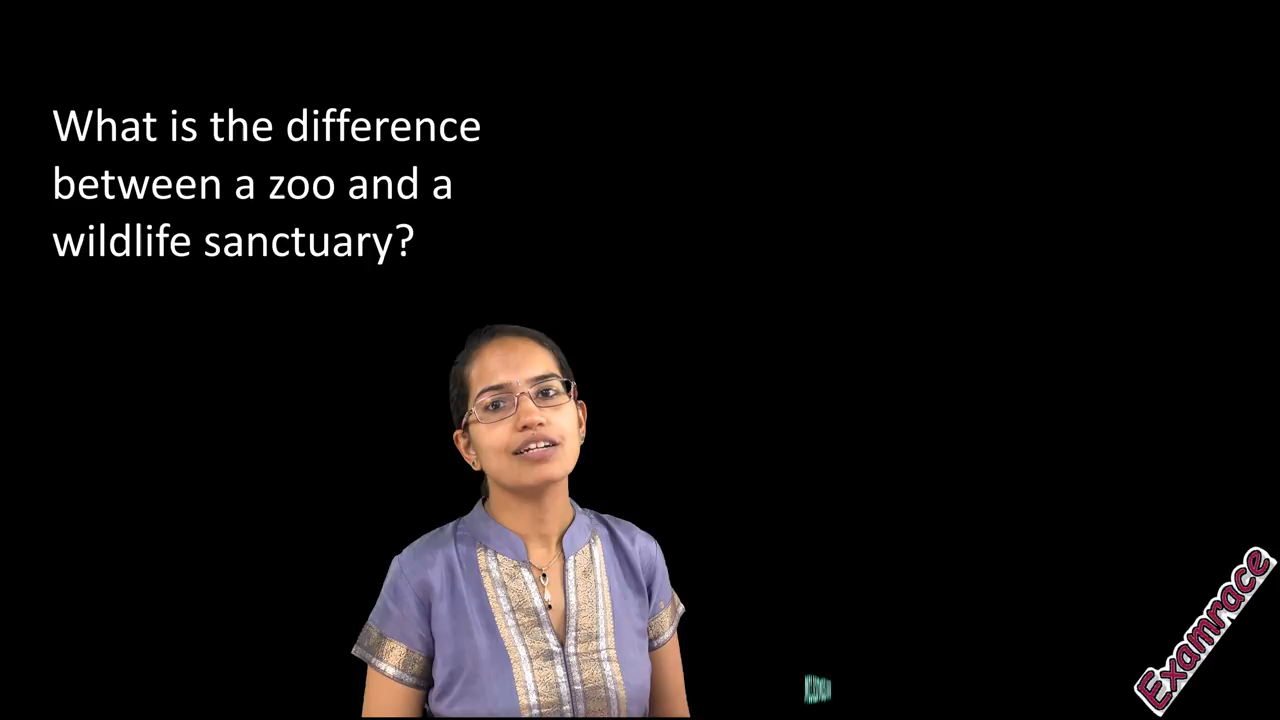 What is the difference
between a zoo and a
wildlife sanctuary?
Examrace